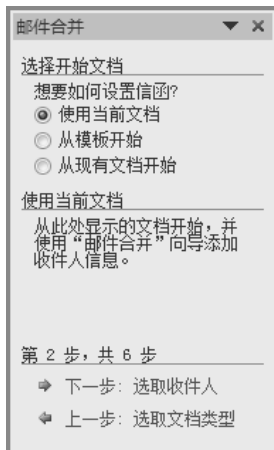 邮件合并
选择开始文档
想要如何设置信函?
使用当前文档
从模板开始
从现有文档开始
使用当前文档
从此处显示的文档开始，并
使用“邮件合并”向导添加
收件人信息。
第 2 步，共 6 步
下一步: 选取收件人
上一步: 选取文档类型